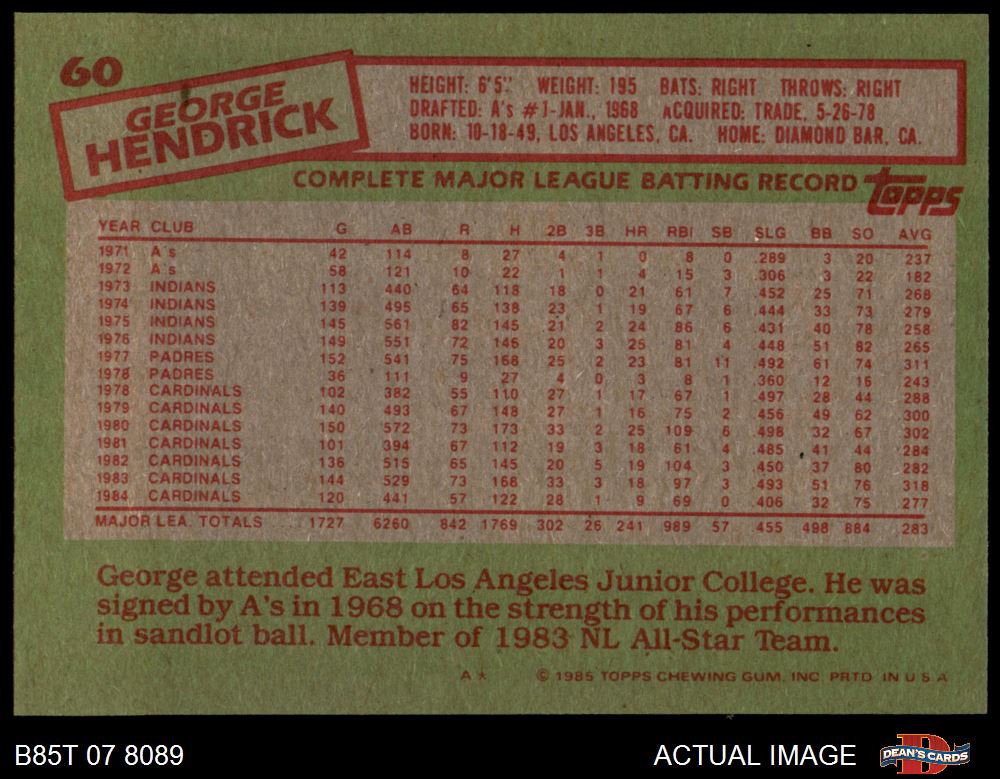 60
GEORGE
HENDRICK
HEIGHT: 6'5" WEIGHT: 195 BATS: RIGHT THROWS: RIGHT
DRAFTED: A's #1-JAN., 1968 ACQUIRED: TRADE, 5-26-78
BORN: 10-18-49, LOS ANGELES, CA. HOME: DIAMOND BAR, CA.
COMPLETE MAJOR LEAGUE BATTING RECORD topps
YEAR CLUB G AB R H 2B 3B HR RBI SB SLG BB SO AVG
1971 A's 42 114 8 27 4 1 0 8 0 .289 3 20 237
1972 A's 58 121 10 22 1 1 4 15 3 .306 3 22 182
1973 INDIANS 113 440 64 118 18 0 21 61 7 .452 25 71 268
1974 INDIANS 139 495 65 138 23 1 19 67 6 .444 33 73 279
1975 INDIANS 145 561 82 145 21 2 24 86 6 .431 40 78 258
1976 INDIANS 149 551 72 146 20 3 25 81 4 .448 51 82 265
1977 PADRES 152 541 75 168 25 2 23 81 11 .492 61 74 311
1978 PADRES 36 111 9 27 4 0 3 8 1 .360 12 16 243
1978 CARDINALS 102 382 55 110 27 1 17 67 1 .497 28 44 288
1979 CARDINALS 140 493 67 148 27 1 16 75 2 .456 49 62 300
1980 CARDINALS 150 572 73 173 33 2 25 109 6 .498 32 67 302
1981 CARDINALS 101 394 67 112 19 3 18 61 4 .485 41 44 284
1982 CARDINALS 136 515 65 145 20 5 19 104 3 .450 37 80 282
1983 CARDINALS 144 529 73 168 33 3 18 97 3 .493 51 76 318
1984 CARDINALS 120 441 57 122 28 1 9 69 0 .406 32 75 277
MAJOR LEA. TOTALS ... 1727 6260 842 1769 302 26 241 989 57 455 498 884 283
George attended East Los Angeles Junior College. He was
signed by A's in 1968 on the strength of his performances
in sandlot ball. Member of 1983 NL All-Star Team.
A* © 1985 TOPPS CHEWING GUM, INC. PRTD. IN U.S.A.
B85T 07 8089 ACTUAL IMAGE DEAN'S CARDS